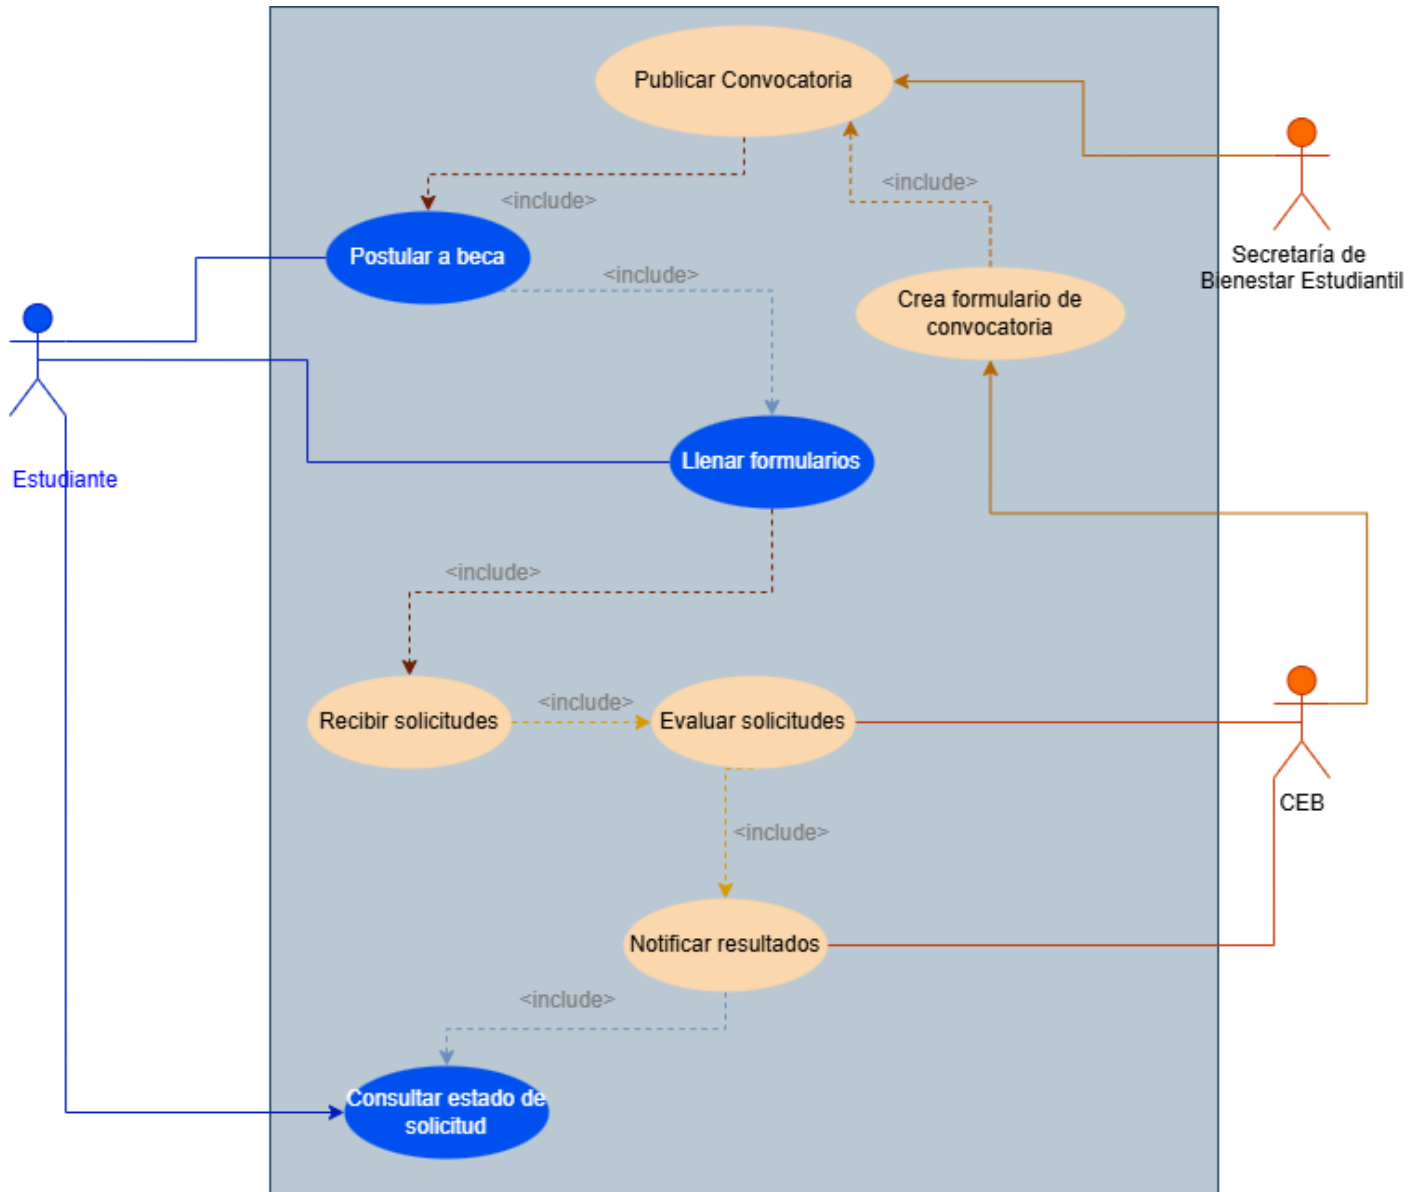 Publicar Convocatoria
<include>
<include>
Secretaría de
Bienestar Estudiantil
Postular a beca
<include>
Crea formulario de
convocatoria
Llenar formularios
Estudiante
<include>
Recibir solicitudes
<include>
Evaluar solicitudes
CEB
<include>
Notificar resultados
<include>
Consultar estado de
solicitud